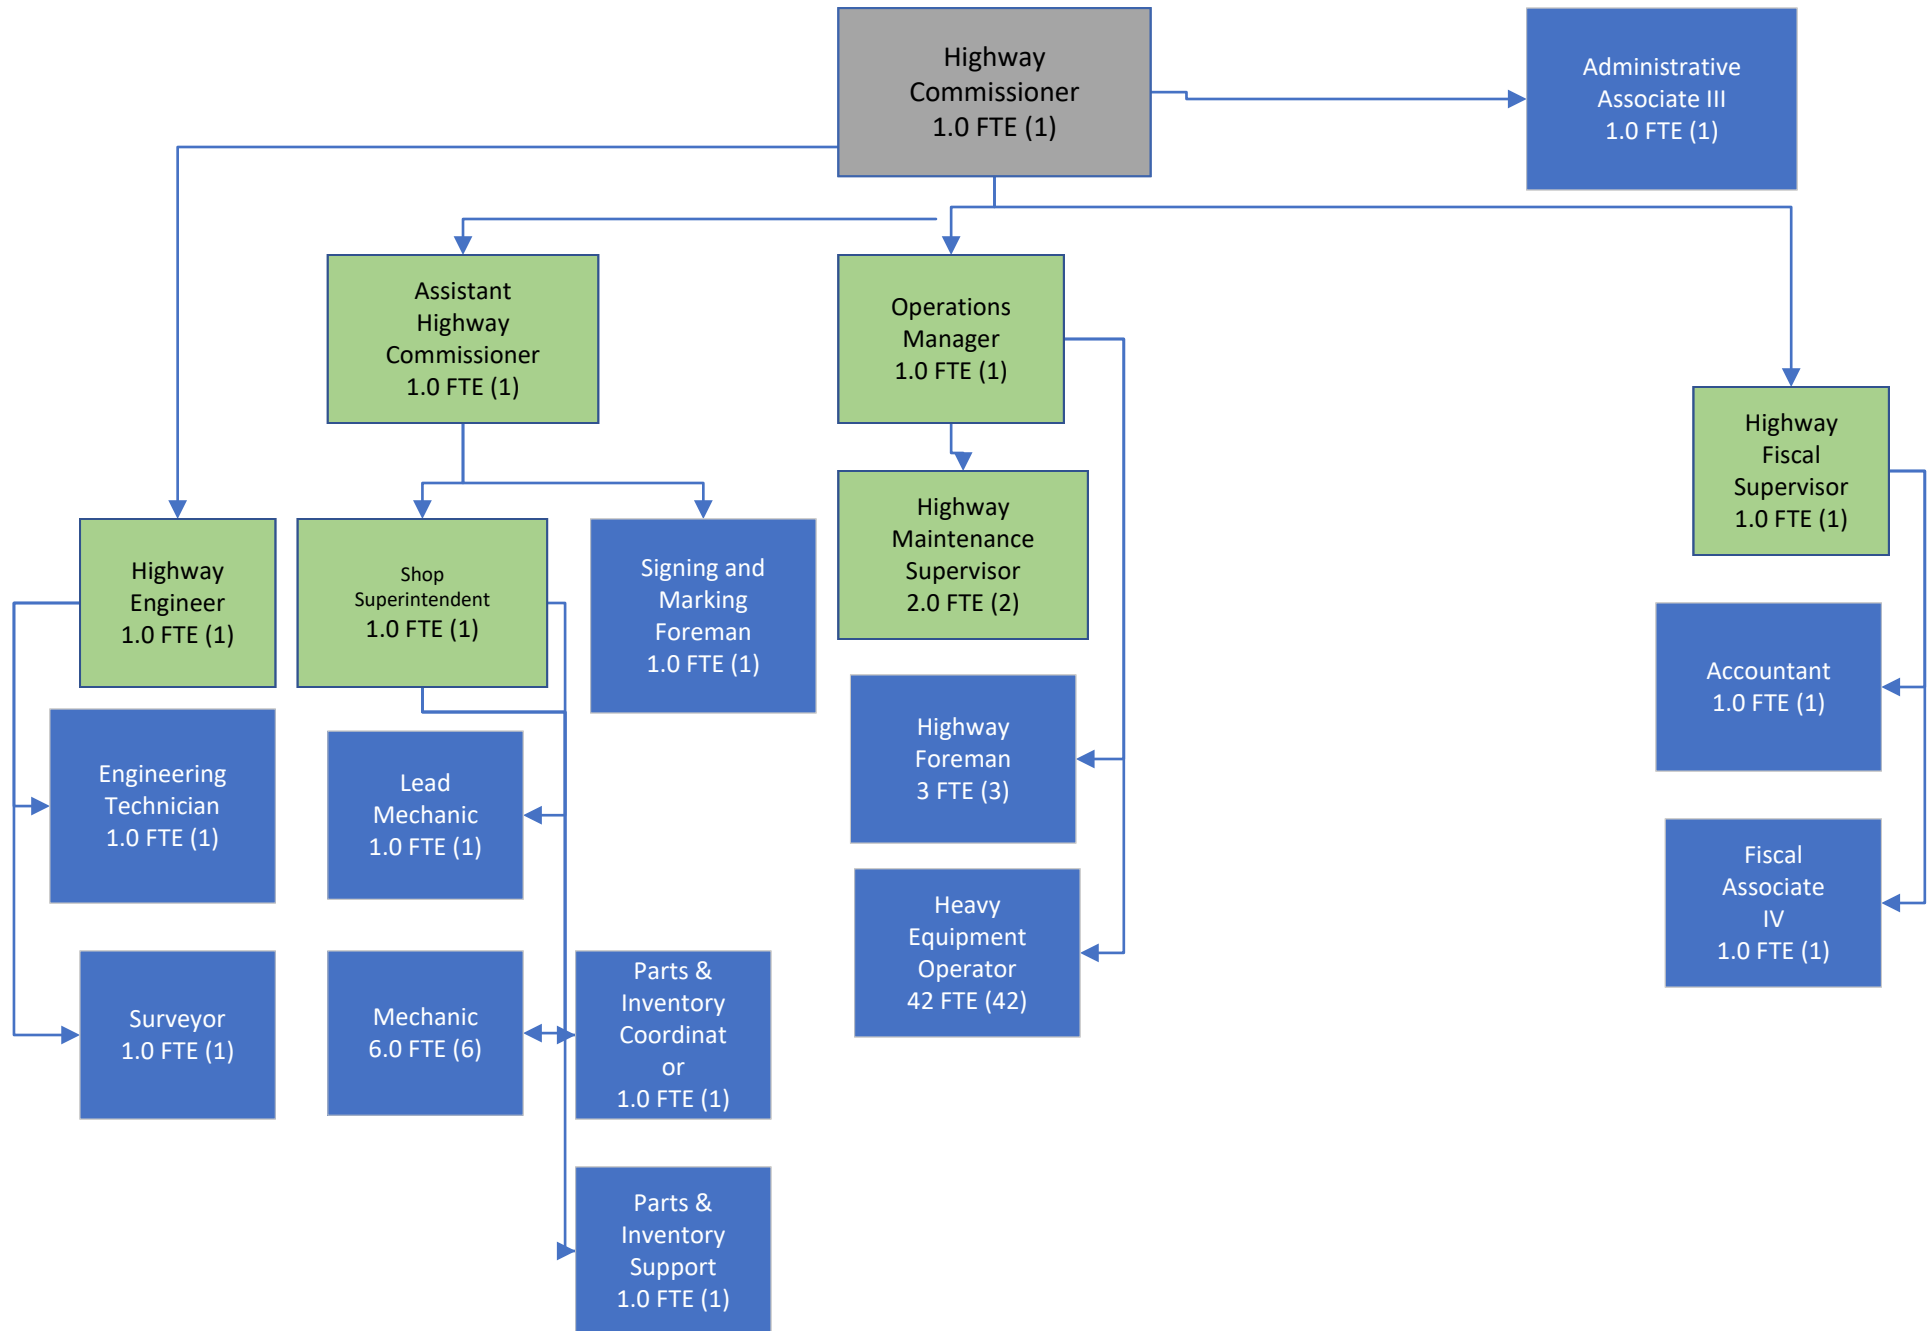 Highway
Commissioner
1.0 FTE (1)
Administrative
Associate III
1.0 FTE (1)
Assistant
Highway
Commissioner
1.0 FTE (1)
Operations
Manager
1.0 FTE (1)
Highway
Fiscal
Supervisor
1.0 FTE (1)
Highway
Engineer
1.0 FTE (1)
Shop
Superintendent
1.0 FTE (1)
Signing and
Marking
Foreman
1.0 FTE (1)
Highway
Maintenance
Supervisor
2.0 FTE (2)
Accountant
1.0 FTE (1)
Engineering
Technician
1.0 FTE (1)
Lead
Mechanic
1.0 FTE (1)
Highway
Foreman
3 FTE (3)
Fiscal
Associate
IV
1.0 FTE (1)
Heavy
Equipment
Operator
42 FTE (42)
Surveyor
1.0 FTE (1)
Mechanic
6.0 FTE (6)
Parts &
Inventory
Coordinat
or
1.0 FTE (1)
Parts &
Inventory
Support
1.0 FTE (1)